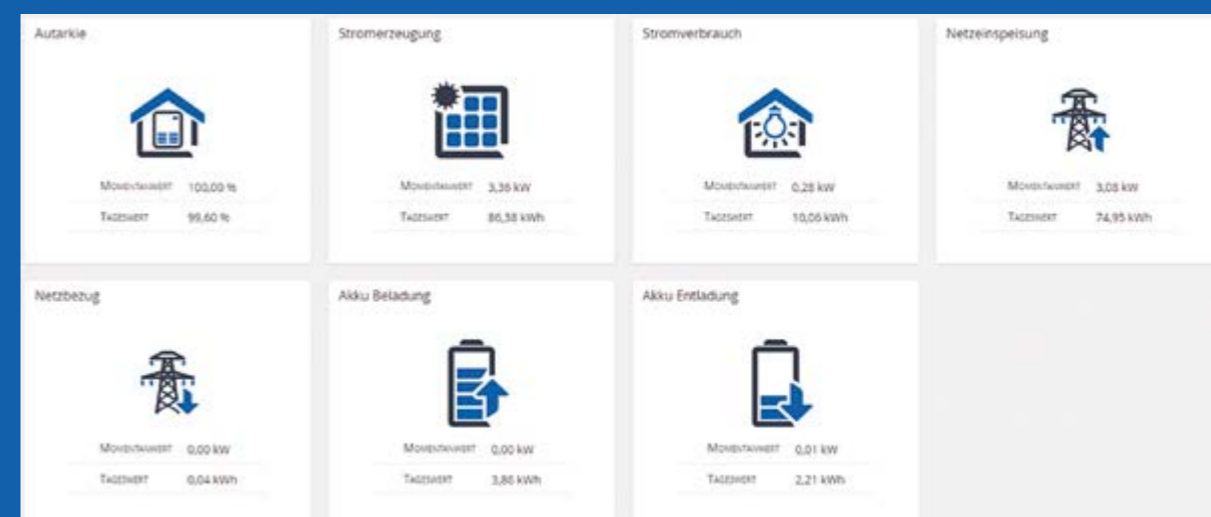 Autarkie
MOMENTANWERT 100,00 %
TAGESWERT 99,60 %
Stromerzeugung
MOMENTANWERT 3,36 kW
TAGESWERT 86,38 kWh
Stromverbrauch
MOMENTANWERT 0,28 kW
TAGESWERT 10,06 kWh
Netzeinspeisung
MOMENTANWERT 3,08 kW
TAGESWERT 74,95 kWh
Netzbezug
MOMENTANWERT 0,00 kW
TAGESWERT 0,04 kWh
Akku Beladung
MOMENTANWERT 0,00 kW
TAGESWERT 3,86 kWh
Akku Entladung
MOMENTANWERT 0,01 kW
TAGESWERT 2,21 kWh